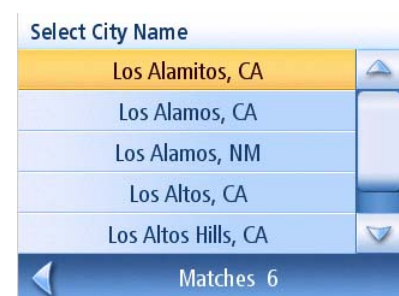 Select City Name
Los Alamitos, CA
Los Alamos, CA
Los Alamos, NM
Los Altos, CA
Los Altos Hills, CA
Matches 6